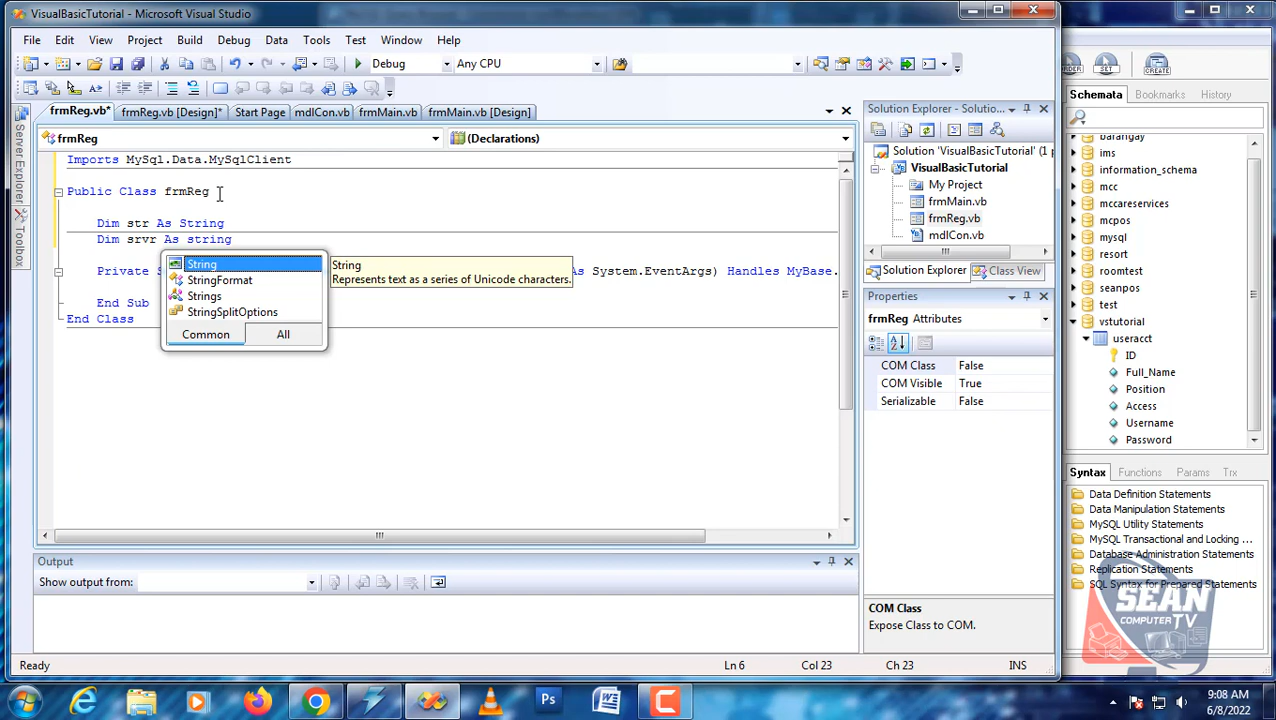 VisualBasicTutorial - Microsoft Visual Studio
File Edit View Project Build Debug Data Tools Test Window Help
Debug Any CPU
frmReg.vb* frmReg.vb [Design]* Start Page mdlCon.vb frmMain.vb frmMain.vb [Design]
frmReg (Declarations)
Server Explorer
Toolbox
Imports MySql.Data.MySqlClient
Public Class frmReg
Dim str As String
Dim srvr As string
Private S s System.EventArgs) Handles MyBase.
End Sub
End Class
String
StringFormat
Strings
StringSplitOptions
Common All
String
Represents text as a series of Unicode characters.
Output
Show output from:
Ready Ln 6 Col 23 Ch 23 INS
Solution Explorer - Solutio...
Solution 'VisualBasicTutorial' (1 p
VisualBasicTutorial
My Project
frmMain.vb
frmReg.vb
mdlCon.vb
Solution Explorer Class View
Properties
frmReg Attributes
COM Class False
COM Visible True
Serializable False
COM Class
Expose Class to COM.
SET CREATE
Schemata Bookmarks History
barangay
ims
information_schema
mcc
mccareservices
mcpos
mysql
resort
roomtest
seanpos
test
vstutorial
useracct
ID
Full_Name
Position
Access
Username
Password
Syntax Functions Params Trx
Data Definition Statements
Data Manipulation Statements
MySQL Utility Statements
MySQL Transactional and Locking ...
Database Administration Statements
Replication Statements
SQL Syntax for Prepared Statements
SEAN
COMPUTER TV
Ps
9:08 AM
6/8/2022